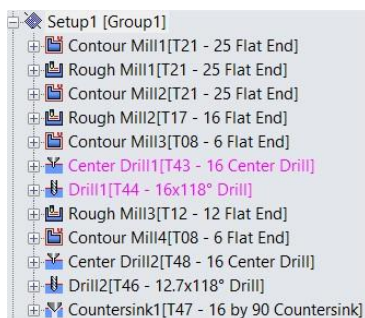 Setup1 [Group1]
Contour Mill1[T21 - 25 Flat End]
Rough Mill1[T21 - 25 Flat End]
Contour Mill2[T21 - 25 Flat End]
Rough Mill2[T17 - 16 Flat End]
Contour Mill3[T08 - 6 Flat End]
Center Drill1[T43 - 16 Center Drill]
Drill1[T44 - 16x118° Drill]
Rough Mill3[T12 - 12 Flat End]
Contour Mill4[T08 - 6 Flat End]
Center Drill2[T48 - 16 Center Drill]
Drill2[T46 - 12.7x118° Drill]
Countersink1[T47 - 16 by 90 Countersink]